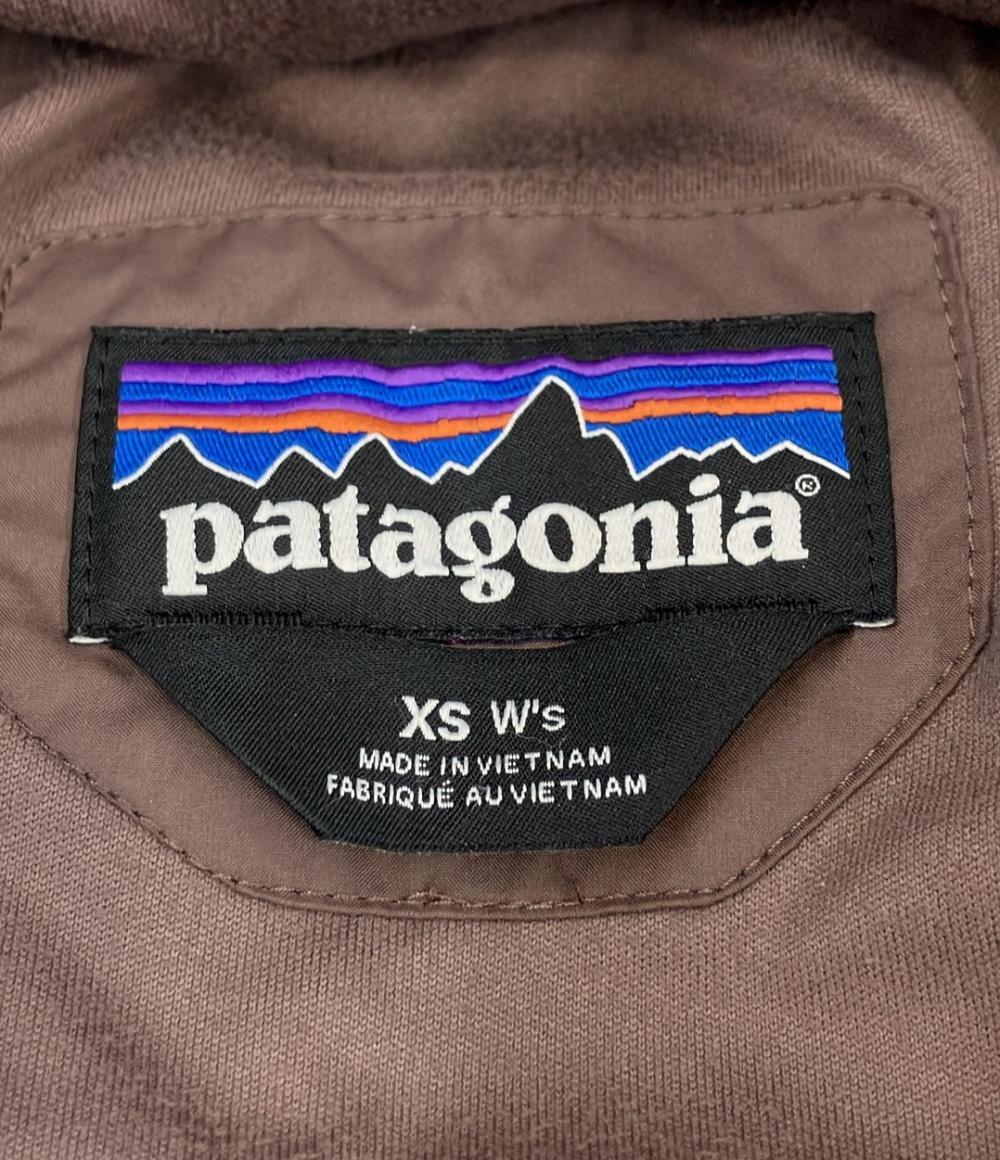 patagonia®
XS W's
MADE IN VIETNAM
FABRIQUÉ AU VIETNAM